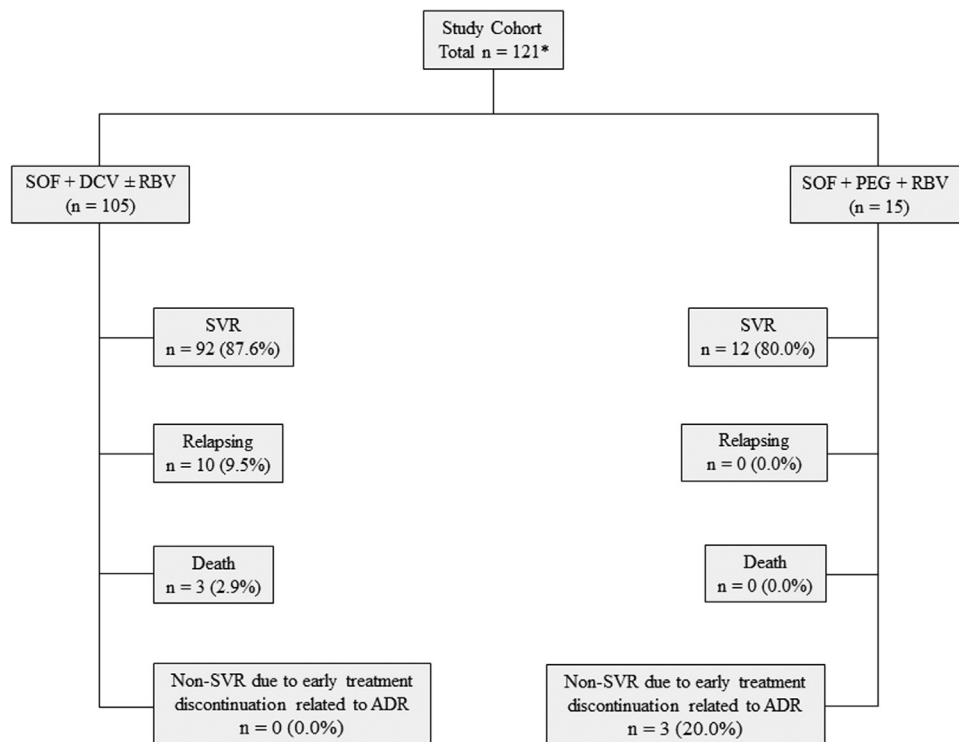 Study Cohort
Total n = 121*
SOF + DCV ± RBV
(n = 105)
SOF + PEG + RBV
(n = 15)
SVR
n = 92 (87.6%)
SVR
n = 12 (80.0%)
Relapsing
n = 10 (9.5%)
Relapsing
n = 0 (0.0%)
Death
n = 3 (2.9%)
Death
n = 0 (0.0%)
Non-SVR due to early treatment
discontinuation related to ADR
n = 0 (0.0%)
Non-SVR due to early treatment
discontinuation related to ADR
n = 3 (20.0%)